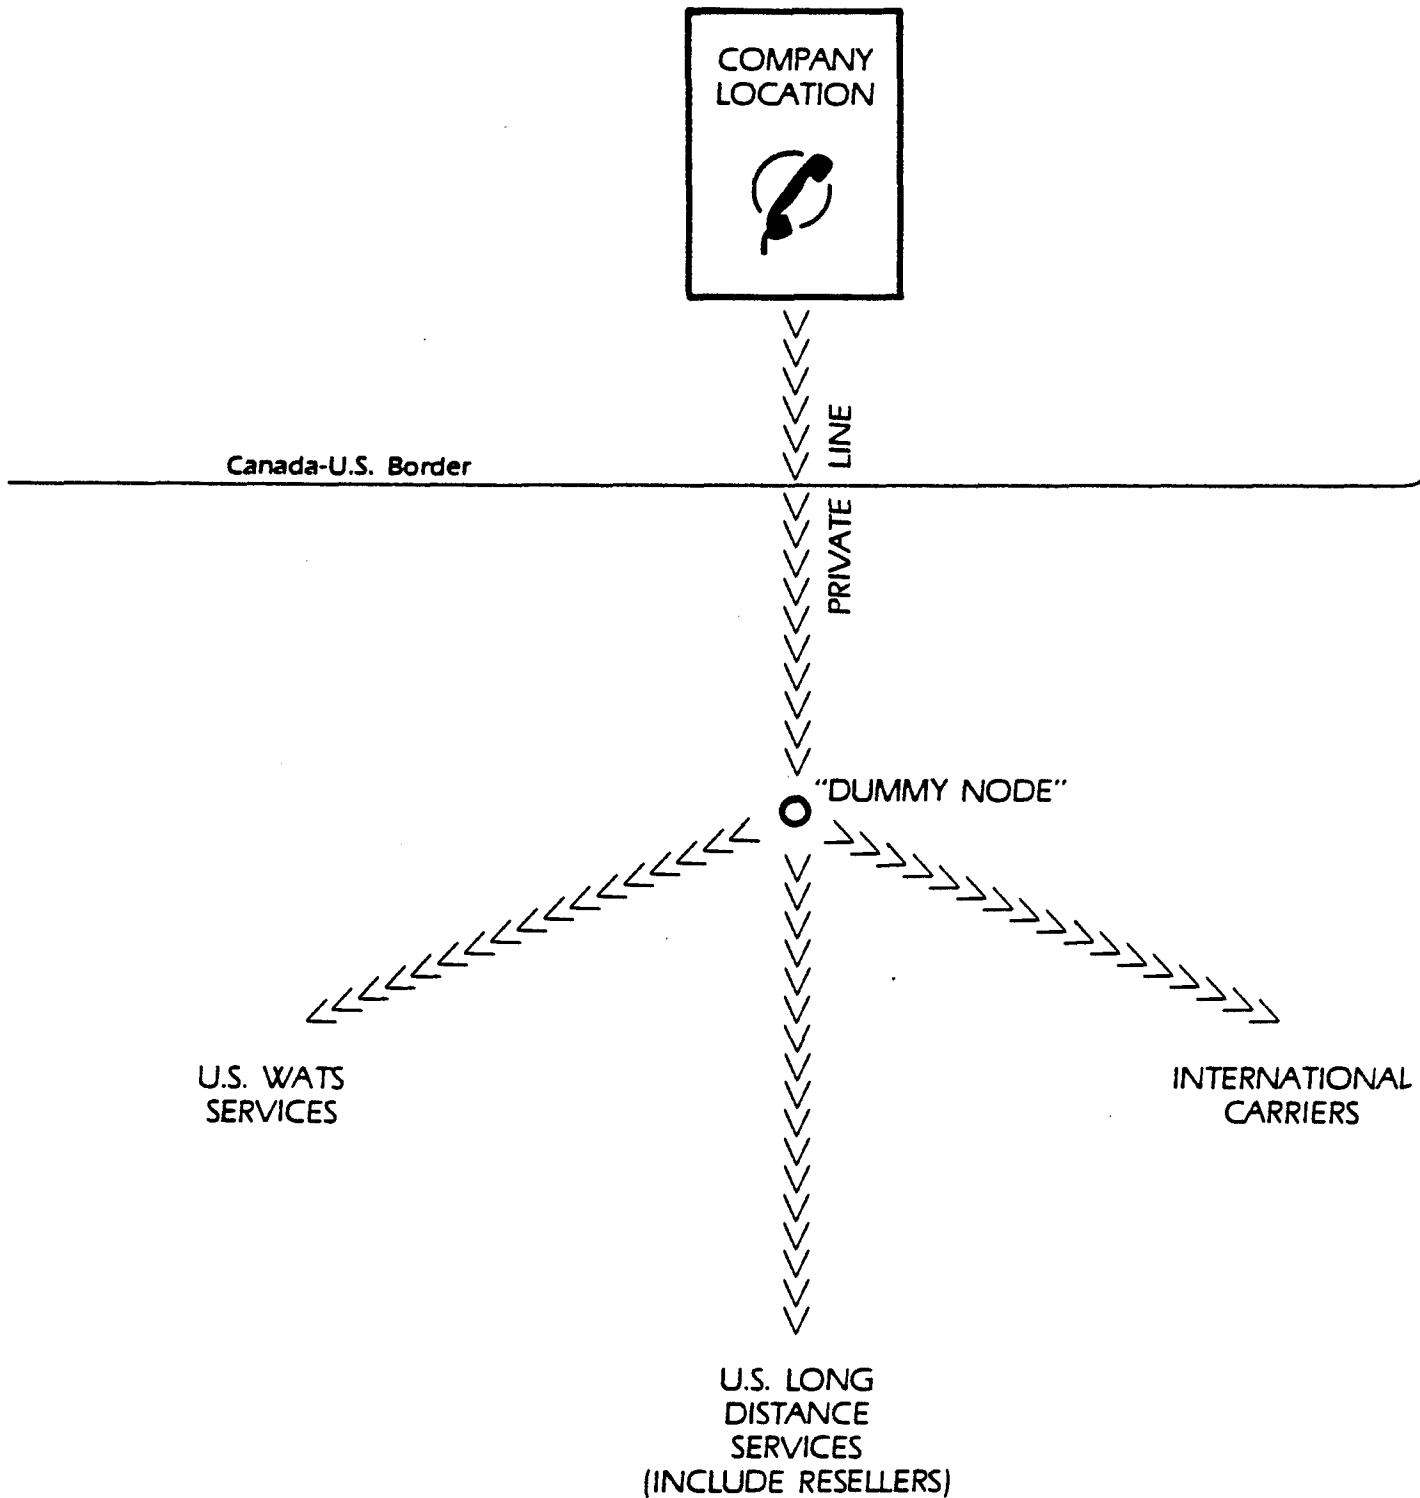 COMPANY
LOCATION
PRIVATE LINE
Canada-U.S. Border
"DUMMY NODE"
U.S. WATS
SERVICES
INTERNATIONAL
CARRIERS
U.S. LONG
DISTANCE
SERVICES
(INCLUDE RESELLERS)